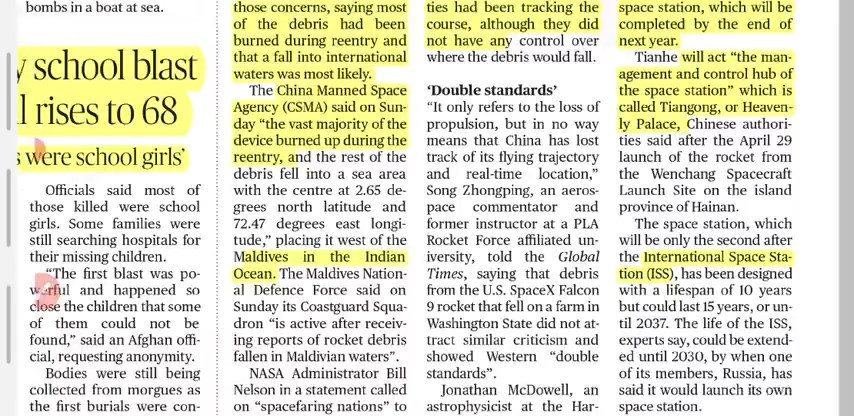 bombs in a boat at sea.
y school blast
l rises to 68
s were school girls'
Officials said most of
those killed were school
girls. Some families were
still searching hospitals for
their missing children.
"The first blast was po-
werful and happened so
close the children that some
of them could not be
found," said an Afghan offi-
cial, requesting anonymity.
Bodies were still being
collected from morgues as
the first burials were con-
those concerns, saying most
of the debris had been
burned during reentry and
that a fall into international
waters was most likely.
The China Manned Space
Agency (CSMA) said on Sun-
day "the vast majority of the
device burned up during the
reentry, and the rest of the
debris fell into a sea area
with the centre at 2.65 de-
grees north latitude and
72.47 degrees east longi-
tude," placing it west of the
Maldives in the Indian
Ocean. The Maldives Nation-
al Defence Force said on
Sunday its Coastguard Squa-
dron "is active after receiv-
ing reports of rocket debris
fallen in Maldivian waters".
NASA Administrator Bill
Nelson in a statement called
on "spacefaring nations" to
ties had been tracking the
course, although they did
not have any control over
where the debris would fall.
'Double standards'
"It only refers to the loss of
propulsion, but in no way
means that China has lost
track of its flying trajectory
and real-time location,"
Song Zhongping, an aeros-
pace commentator and
former instructor at a PLA
Rocket Force affiliated un-
iversity, told the Global
Times, saying that debris
from the U.S. SpaceX Falcon
9 rocket that fell on a farm in
Washington State did not at-
tract similar criticism and
showed Western "double
standards".
Jonathan McDowell, an
astrophysicist at the Har-
space station, which will be
completed by the end of
next year.
Tianhe will act "the man-
agement and control hub of
the space station" which is
called Tiangong, or Heaven-
ly Palace, Chinese authori-
ties said after the April 29
launch of the rocket from
the Wenchang Spacecraft
Launch Site on the island
province of Hainan.
The space station, which
will be only the second after
the International Space Sta-
tion (ISS), has been designed
with a lifespan of 10 years
but could last 15 years, or un-
til 2037. The life of the ISS,
experts say, could be extend-
ed until 2030, by when one
of its members, Russia, has
said it would launch its own
space station.